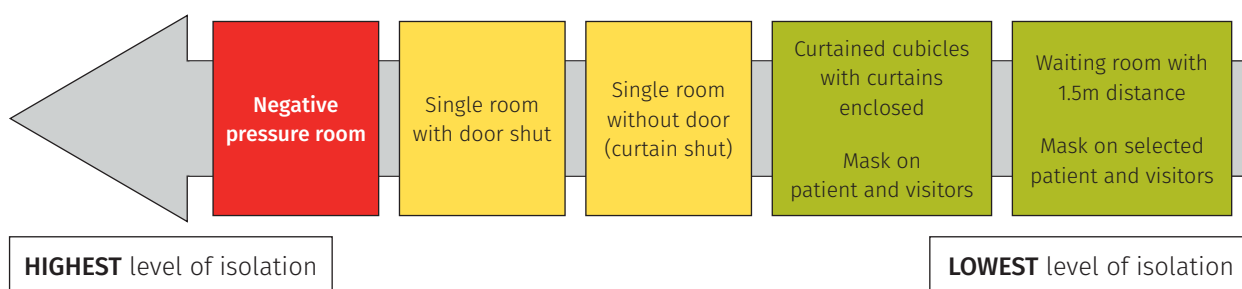 Negative
pressure room
Single room
with door shut
Single room
without door
(curtain shut)
Curtained cubicles
with curtains
enclosed
Mask on
patient and visitors
Waiting room with
1.5m distance
Mask on selected
patient and visitors
HIGHEST level of isolation
LOWEST level of isolation